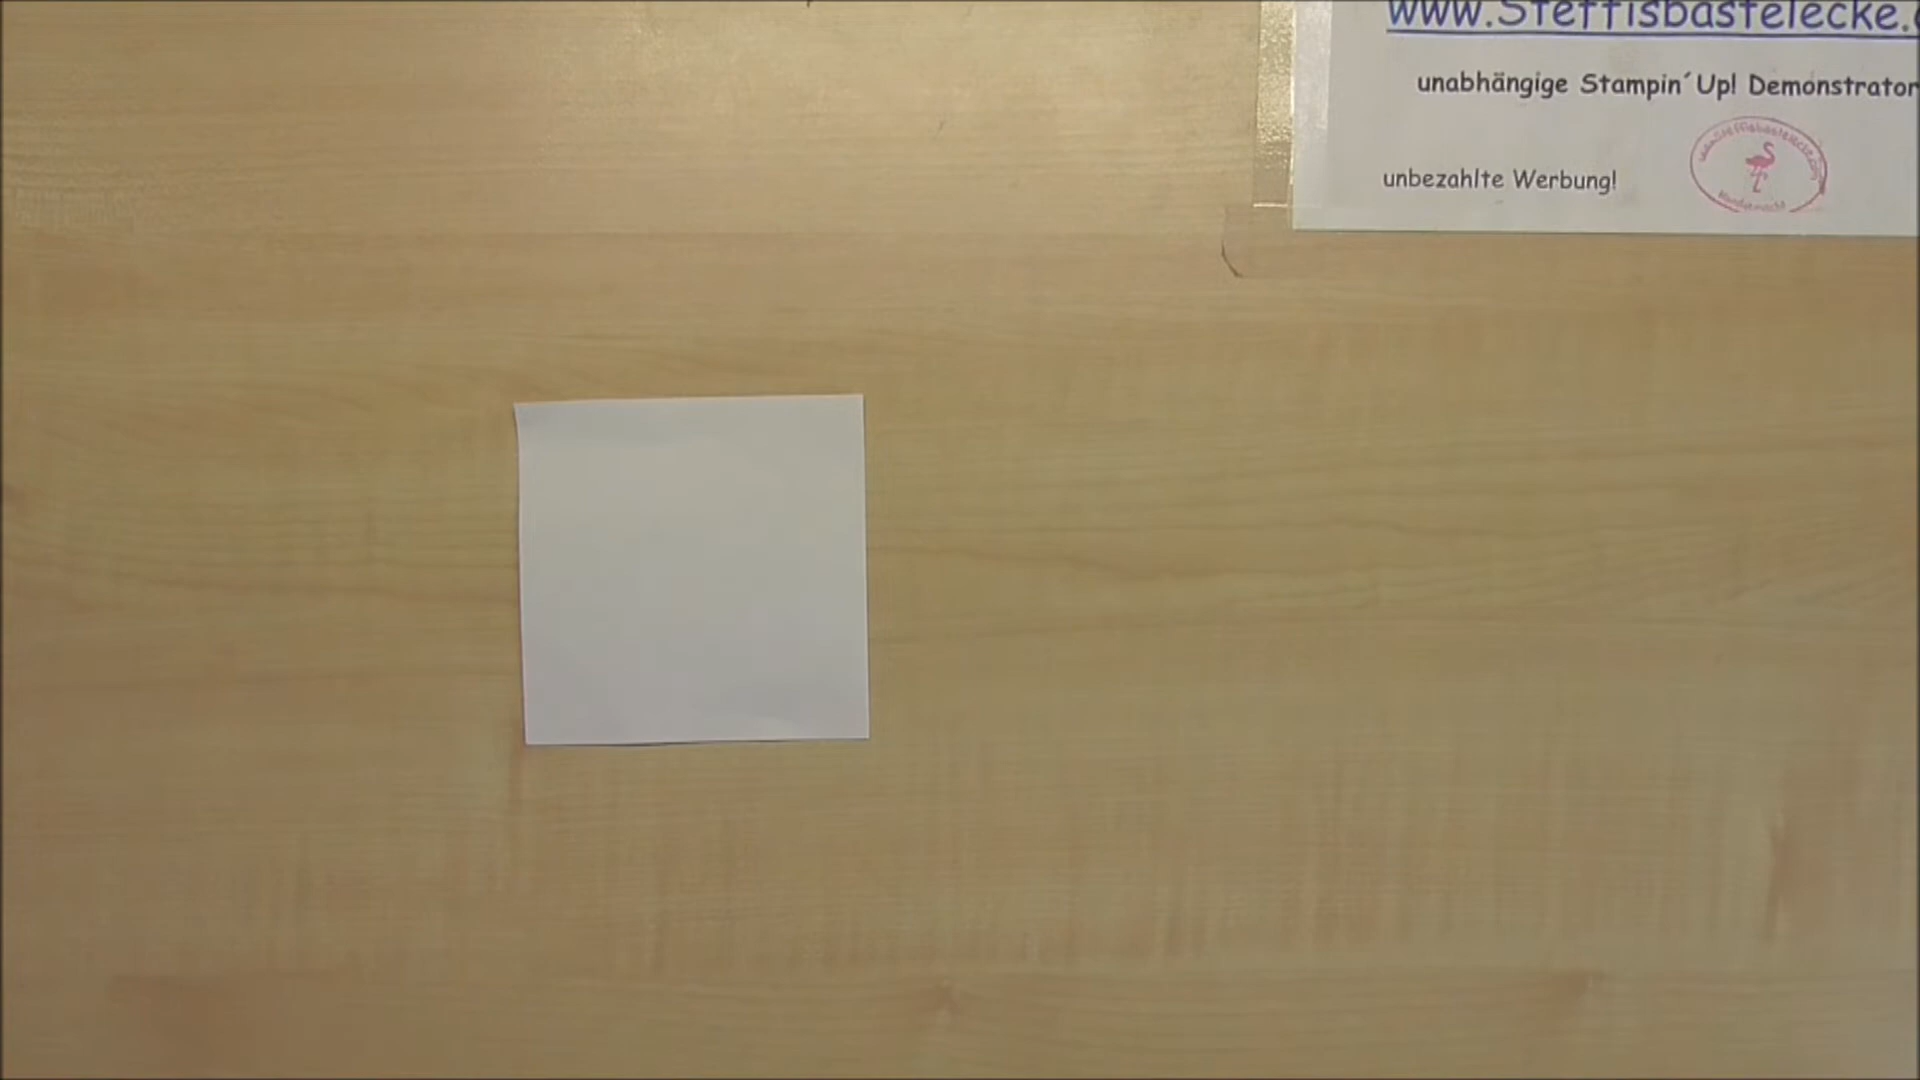 www.Steffisbastelecke.
unabhängige Stampin´Up! Demonstrator
unbezahlte Werbung!